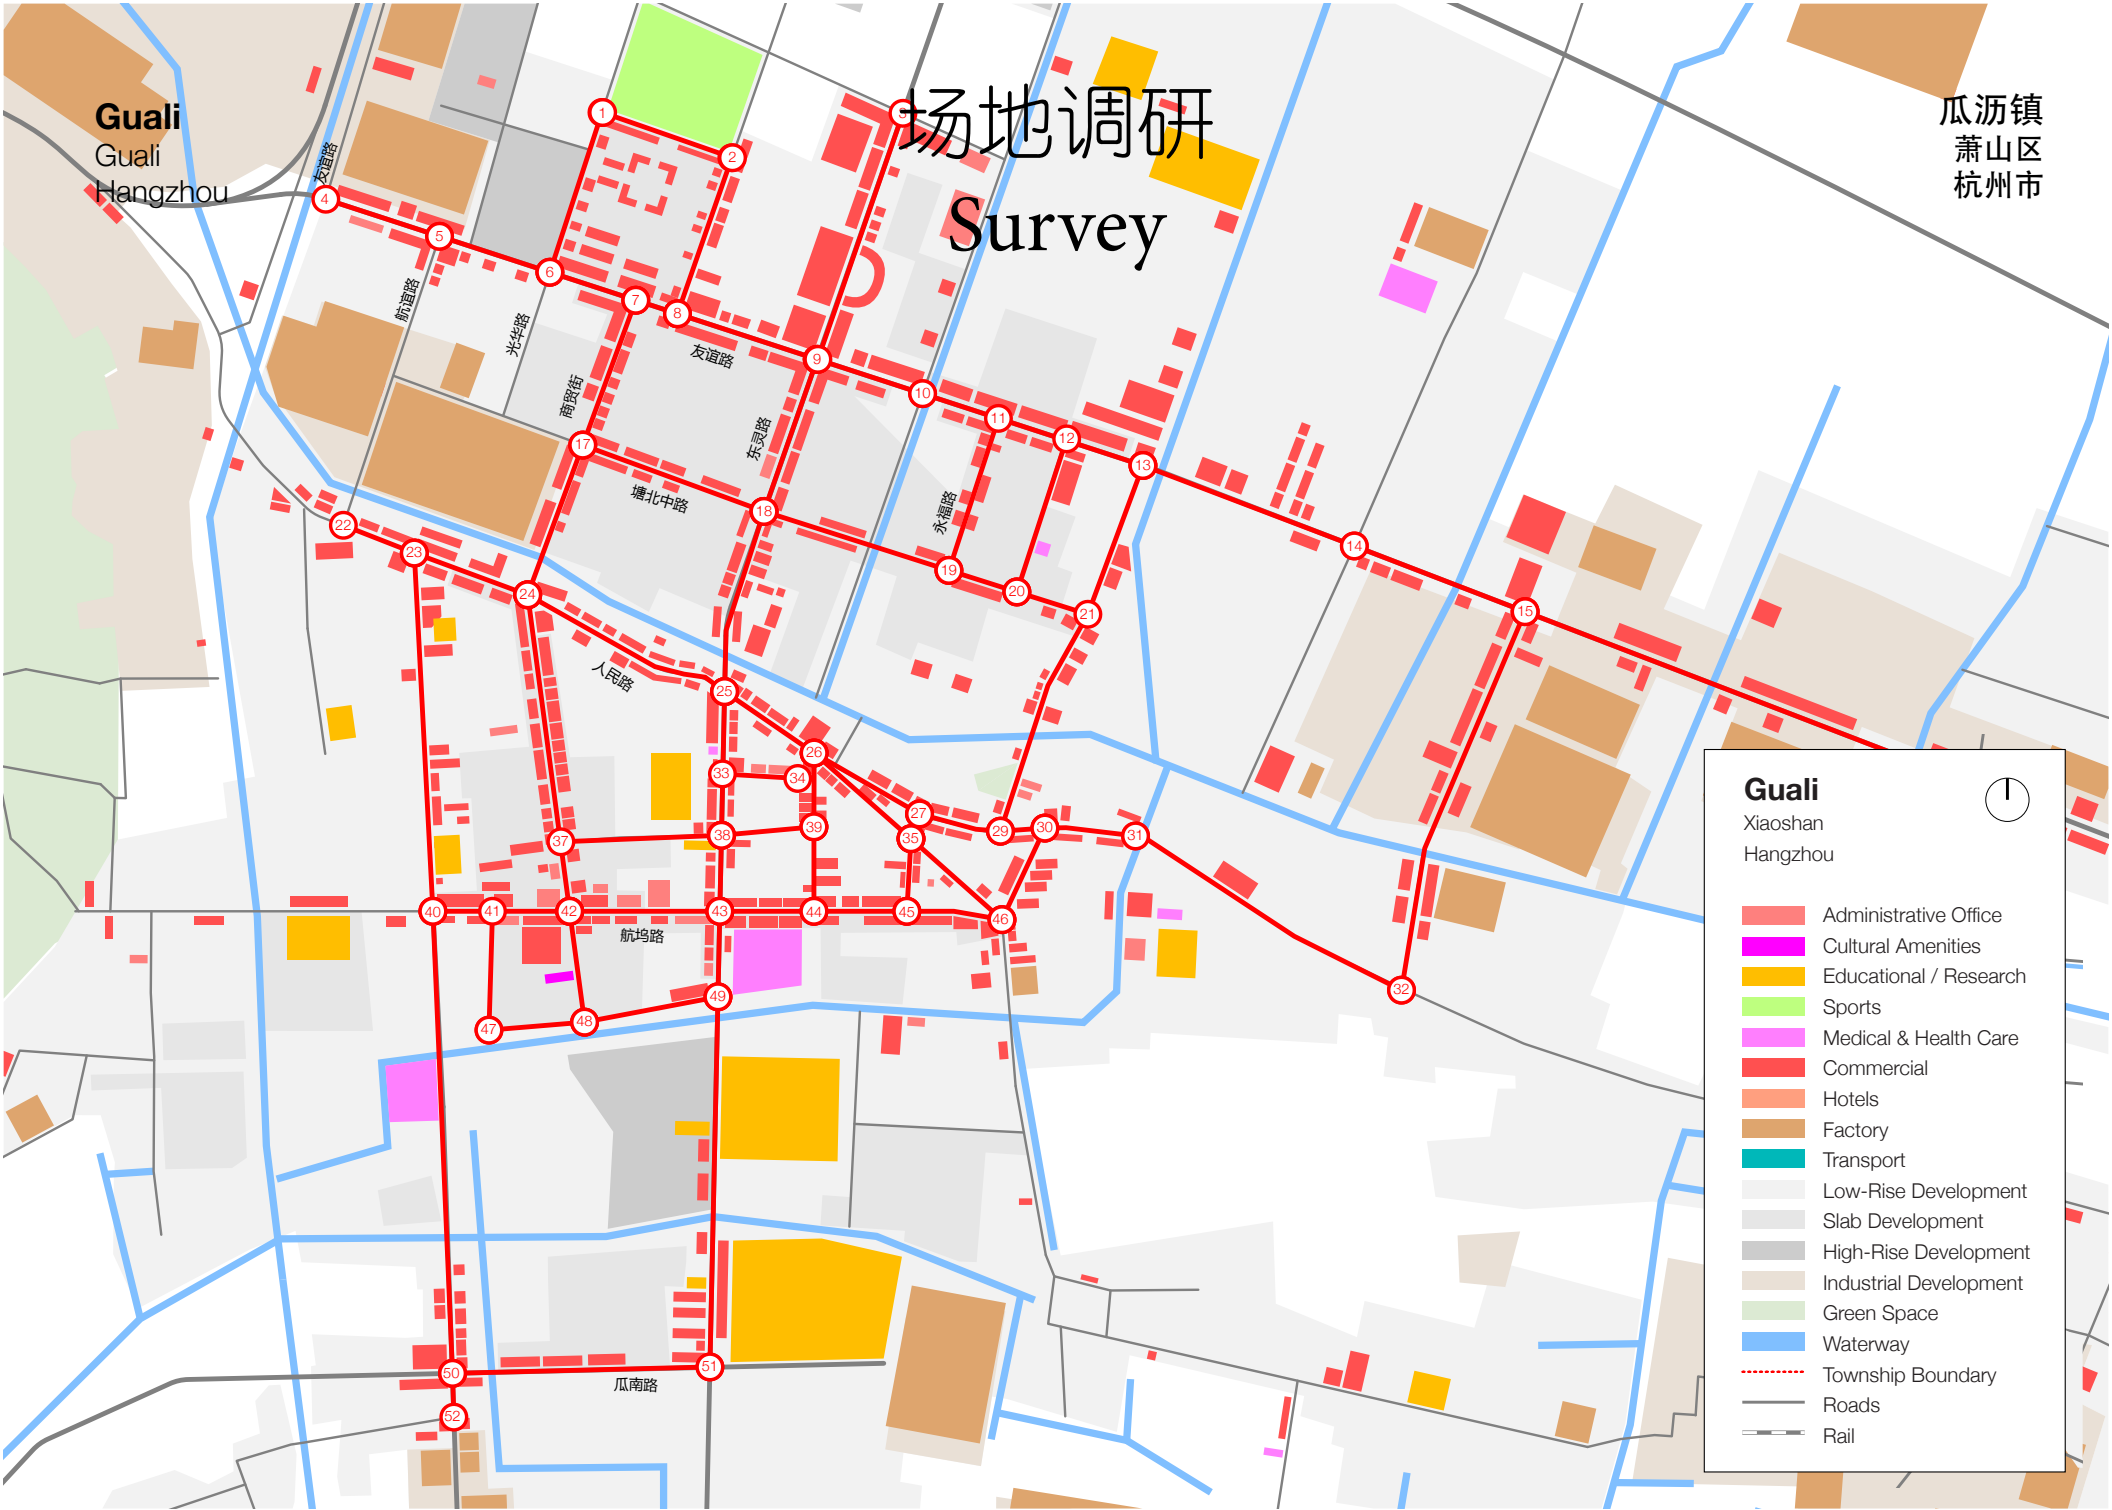 场地调研
Survey
Guali
Guali
Hangzhou
瓜沥镇
萧山区
杭州市
1
2
3
友谊路
4
5
6
7
8
9
10
11
12
13
14
15
航谊路
光华路
商贸街
友谊路
东灵路
永福路
17
塘北中路
18
19
20
21
22
23
24
人民路
25
26
27
29
30
31
32
33
34
35
37
38
39
40
41
42
43
44
45
46
航坞路
47
48
49
50
51
瓜南路
52
Guali
Xiaoshan
Hangzhou
Administrative Office
Cultural Amenities
Educational / Research
Sports
Medical & Health Care
Commercial
Hotels
Factory
Transport
Low-Rise Development
Slab Development
High-Rise Development
Industrial Development
Green Space
Waterway
Township Boundary
Roads
Rail